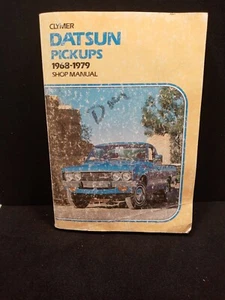 CLYMER
DATSUN
PICKUPS
1968-1979
SHOP MANUAL